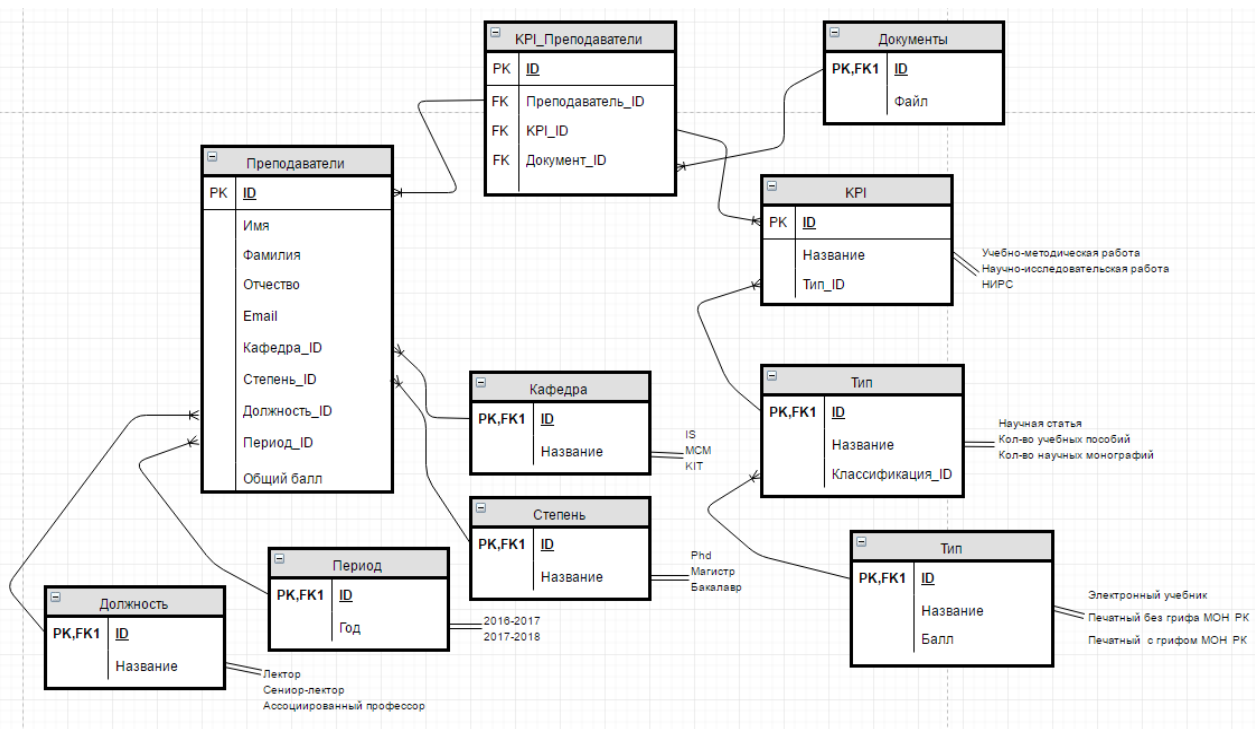 KPI_Преподаватели
PK ID
FK Преподаватель_ID
FK KPI_ID
FK Документ_ID
Документы
PK,FK1 ID
Файл
Преподаватели
PK ID
Имя
Фамилия
Отчество
Email
Кафедра_ID
Степень_ID
Должность_ID
Период_ID
Общий балл
KPI
PK ID
Название
Тип_ID
Учебно-методическая работа
Научно-исследовательская работа
НИРС
Кафедра
PK,FK1 ID
Название
IS
MCM
KIT
Тип
PK,FK1 ID
Название
Классификация_ID
Научная статья
Кол-во учебных пособий
Кол-во научных монографий
Степень
PK,FK1 ID
Название
Phd
Магистр
Бакалавр
Тип
PK,FK1 ID
Название
Балл
Электронный учебник
Печатный без грифа МОН РК
Печатный с грифом МОН РК
Период
PK,FK1 ID
Год
2016-2017
2017-2018
Должность
PK,FK1 ID
Название
Лектор
Сениор-лектор
Ассоциированный профессор